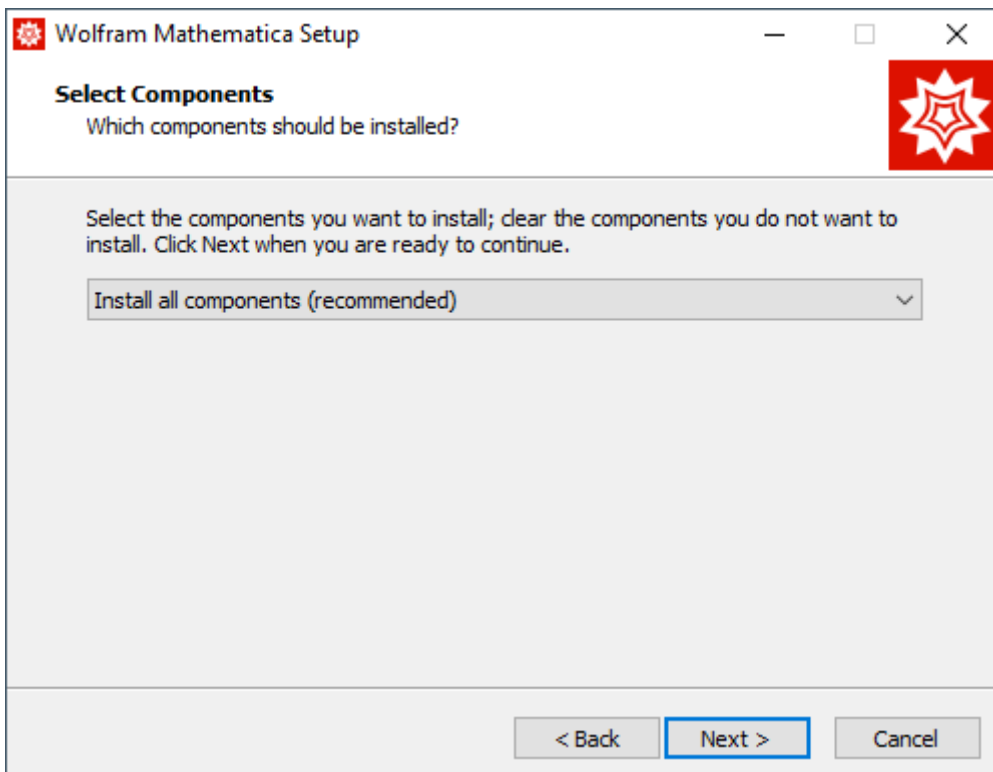 Wolfram Mathematica Setup
Select Components
Which components should be installed?
Select the components you want to install; clear the components you do not want to
install. Click Next when you are ready to continue.
Install all components (recommended)
< Back
Next >
Cancel